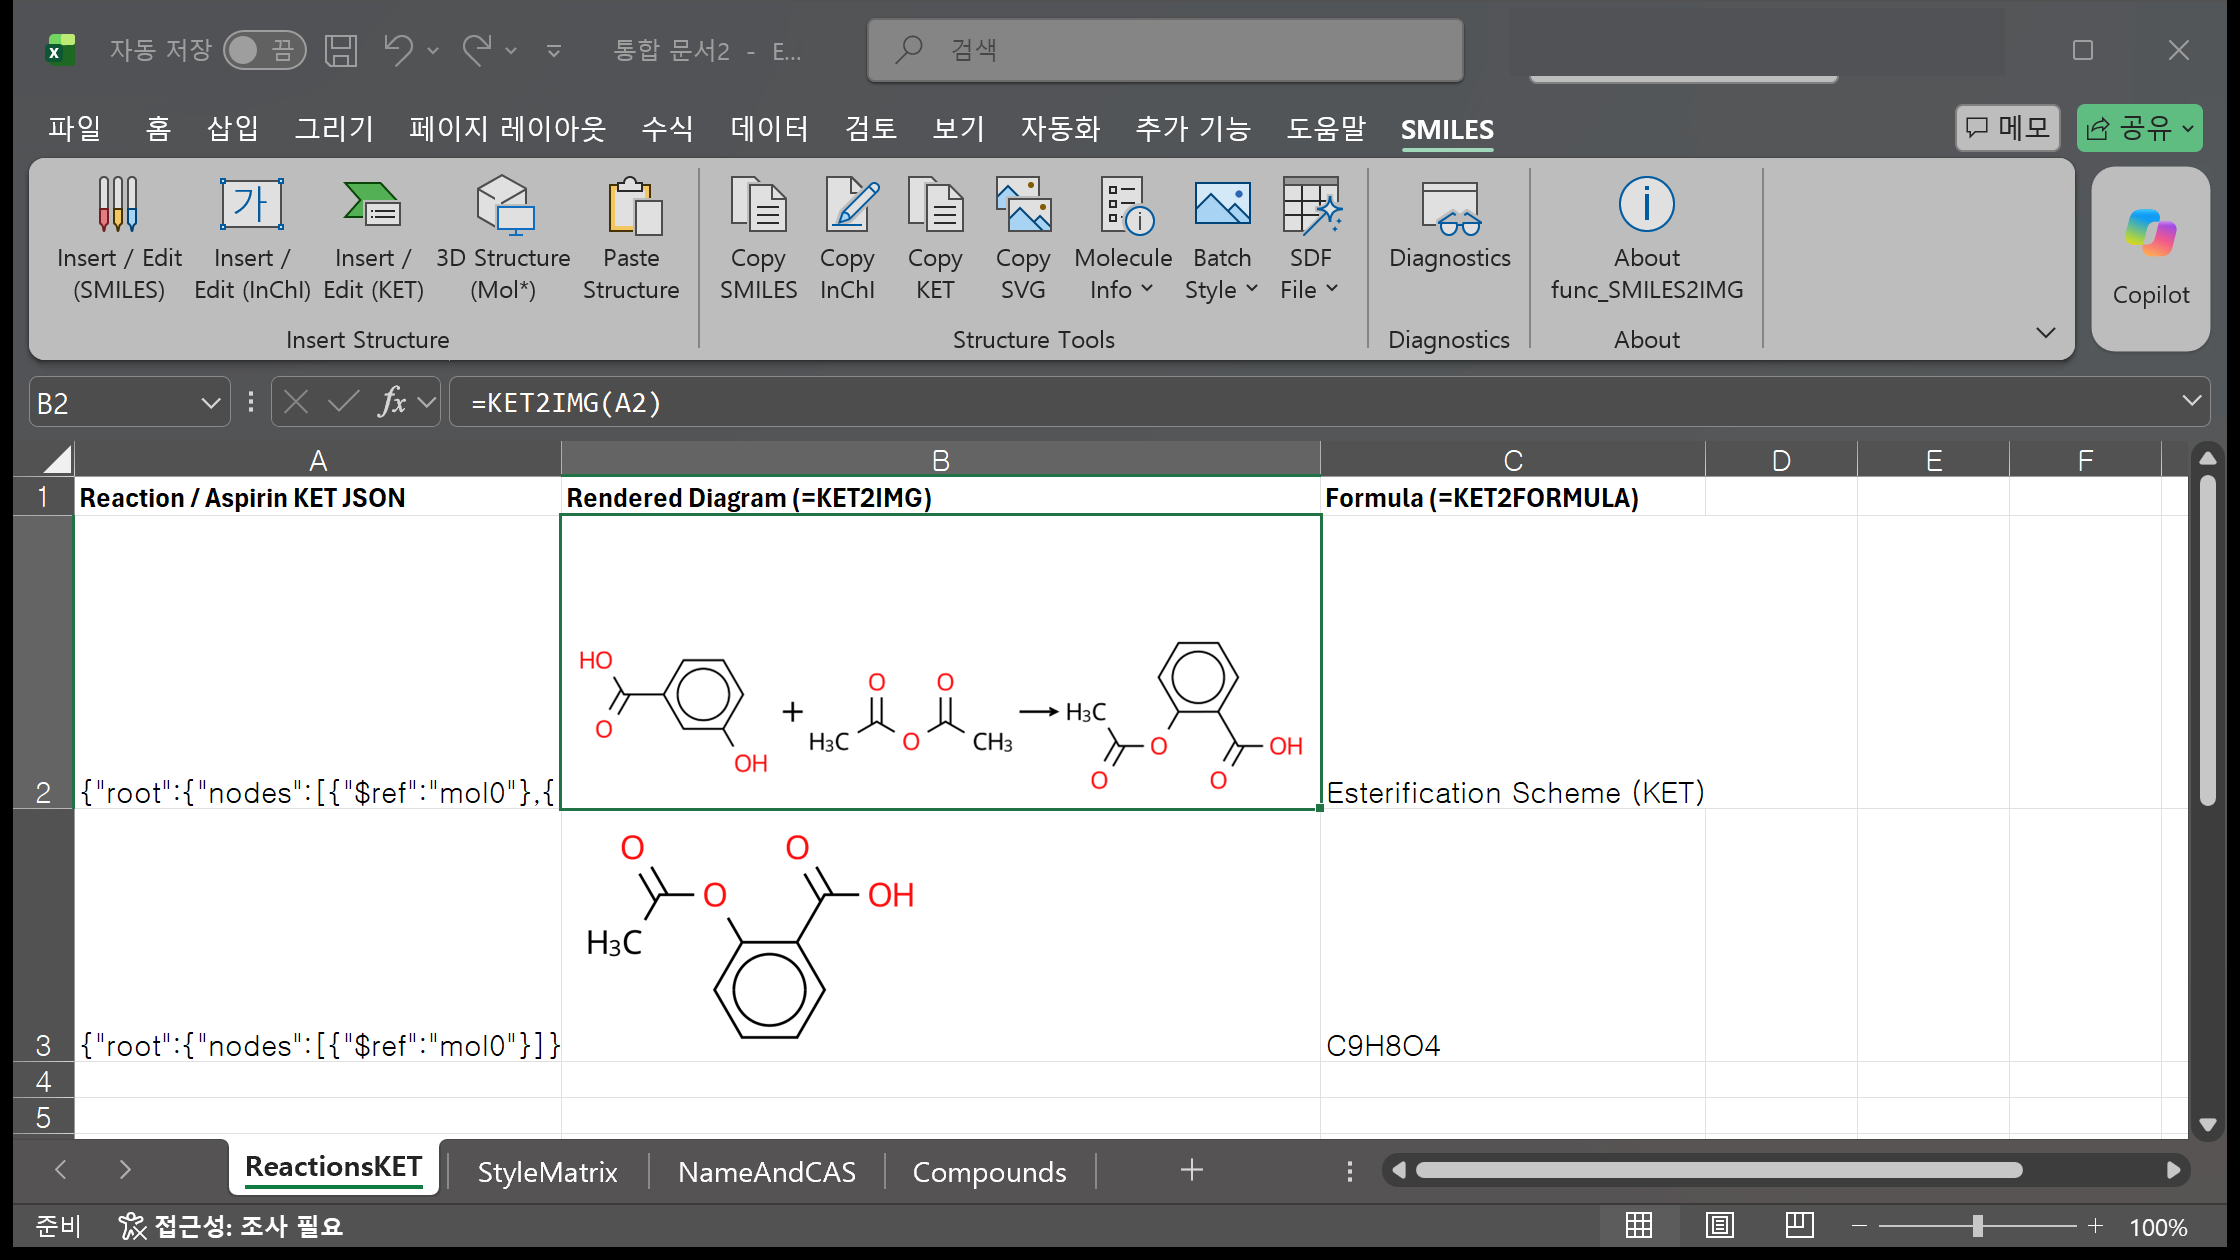 자동 저장 끔 통합 문서2 - E... 검색
파일 홈 삽입 그리기 페이지 레이아웃 수식 데이터 검토 보기 자동화 추가 기능 도움말 SMILES 메모 공유
Insert / Edit (SMILES)
Insert / Edit (InChI)
Insert / Edit (KET)
3D Structure (Mol*)
Paste Structure
Copy SMILES
Copy InChI
Copy KET
Copy SVG
Molecule Info
Batch Style
SDF File
Diagnostics
About func_SMILES2IMG
Copilot
Insert Structure Structure Tools Diagnostics About
B2 fx =KET2IMG(A2)
A B C D E F
1 Reaction / Aspirin KET JSON Rendered Diagram (=KET2IMG) Formula (=KET2FORMULA)
HO O OH + H₃C O O O CH₃ H₃C O O O OH
2 {"root":{"nodes":[{"$ref":"mol0"},{ Esterification Scheme (KET)
O O O OH H₃C
3 {"root":{"nodes":[{"$ref":"mol0"}]} C9H8O4
4
5
ReactionsKET StyleMatrix NameAndCAS Compounds +
준비 접근성: 조사 필요 100%